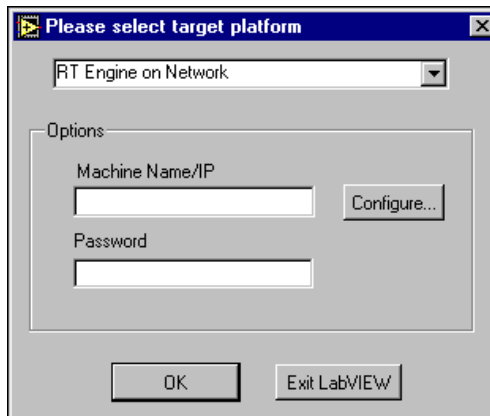 Please select target platform
RT Engine on Network
Options
Machine Name/IP
Configure...
Password
OK
Exit LabVIEW